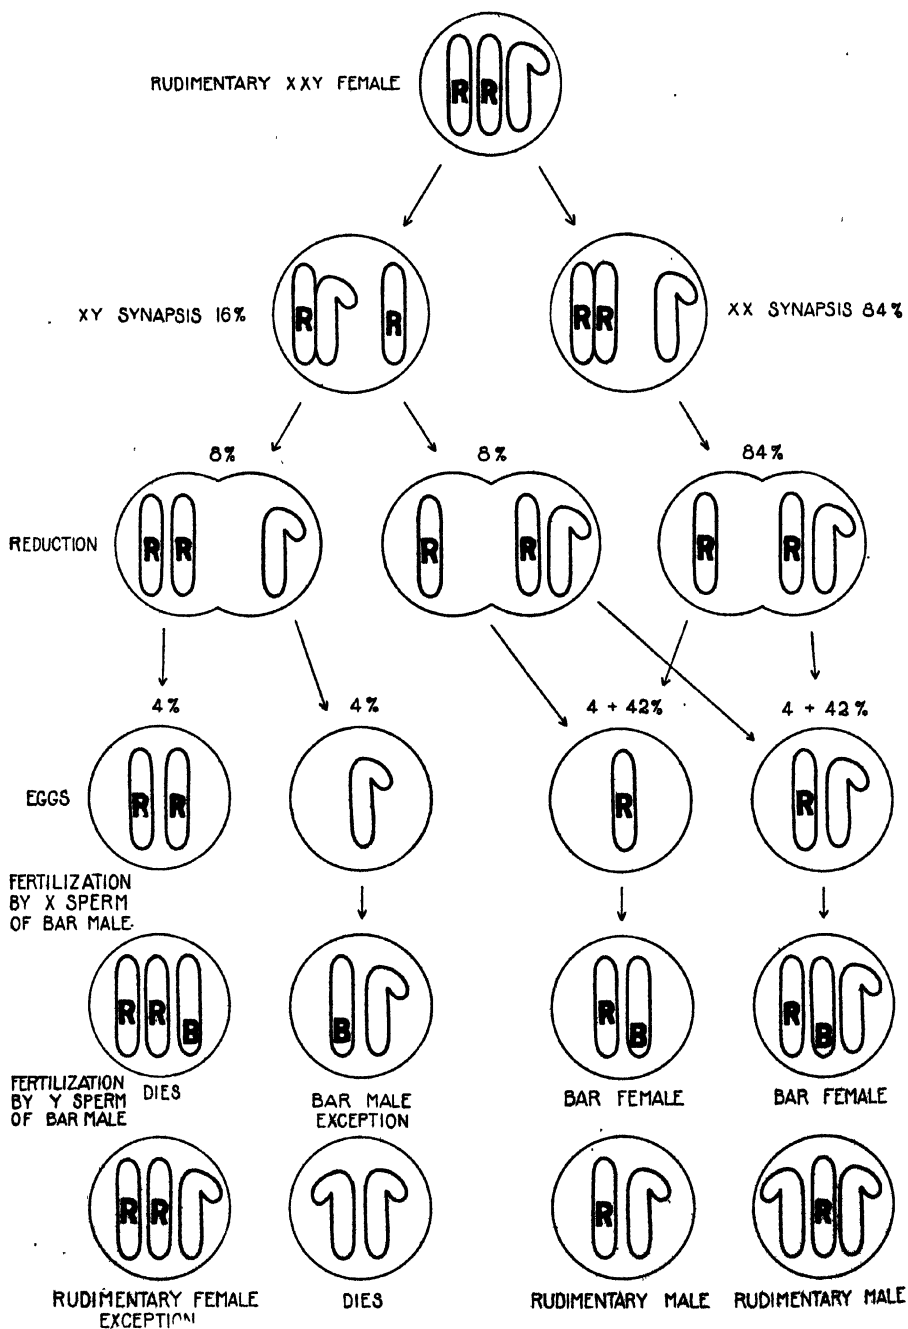 RUDIMENTARY XXY FEMALE
R R
XY SYNAPSIS 16%
R R
R R
XX SYNAPSIS 84%
8%
8%
84%
REDUCTION
R R
R R
R R
4%
4%
4 + 42%
4 + 42%
EGGS
R R
R
R
FERTILIZATION
BY X SPERM
OF BAR MALE.
R R B
B
R B
R B
DIES
BAR MALE
EXCEPTION
BAR FEMALE
BAR FEMALE
FERTILIZATION
BY Y SPERM
OF BAR MALE
R R
R
R
RUDIMENTARY FEMALE
EXCEPTION
DIES
RUDIMENTARY MALE
RUDIMENTARY MALE